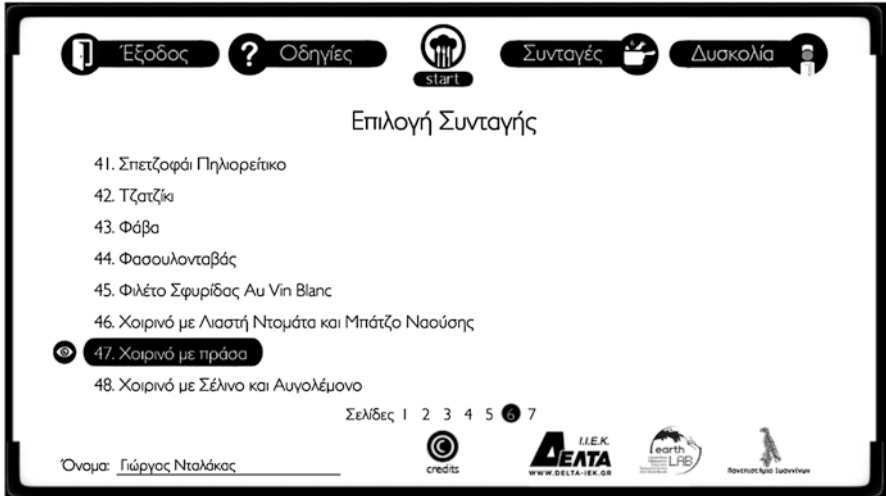 Έξοδος ? Οδηγίες start Συνταγές Δυσκολία
Επιλογή Συνταγής
41. Σπετζοφάι Πηλιορείτικο
42. Τζατζίκι
43. Φάβα
44. Φασουλονταβάς
45. Φιλέτο Σφυρίδας Au Vin Blanc
46. Χοιρινό με Λιαστή Ντομάτα και Μπάτζο Ναούσης
47. Χοιρινό με πράσα
48. Χοιρινό με Σέλινο και Αυγολέμονο
Σελίδες 1 2 3 4 5 6 7
Όνομα: Γιώργος Νταλάκας
© credits
Ι.Ι.Ε.Κ.
ΔΕΛΤΑ
WWW.DELTA-IEK.GR
earth
LAB
Πανεπιστήμιο Ιωαννίνων